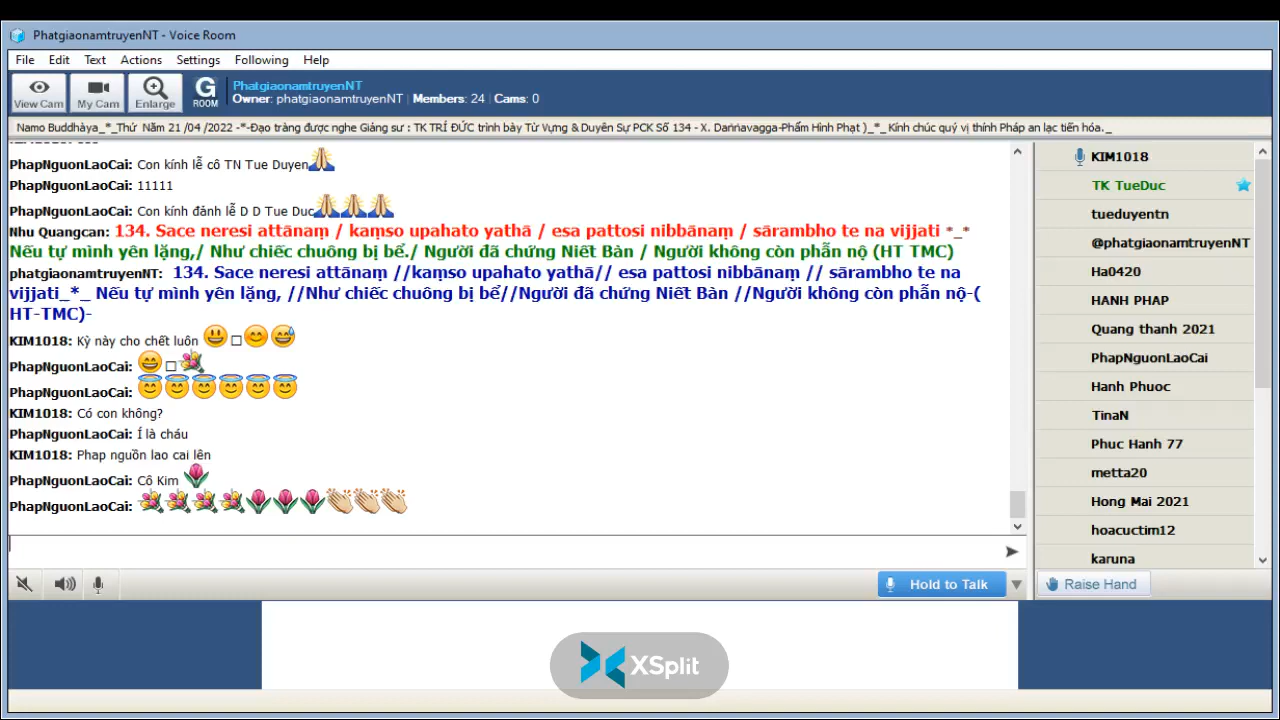 PhatgiaonamtruyenNT - Voice Room
File Edit Text Actions Settings Following Help
View Cam My Cam Enlarge G ROOM
PhatgiaonamtruyenNT
Owner: phatgiaonamtruyenNT | Members: 24 | Cams: 0
Namo Buddhàya_*_Thứ Năm 21 /04 /2022 -*-Đạo tràng được nghe Giảng sư : TK TRÍ ĐỨC trình bày Từ Vựng & Duyên Sự PCK Số 134 - X. Daṇṇavagga-Phẩm Hình Phạt )_*_ Kính chúc quý vị thính Pháp an lạc tiến hóa._
PhapNguonLaoCai: Con kính lễ cô TN Tue Duyen
PhapNguonLaoCai: 11111
PhapNguonLaoCai: Con kính đảnh lễ D D Tue Duc
Nhu Quangcan: 134. Sace neresi attānaṃ / kaṃso upahato yathā / esa pattosi nibbānaṃ / sārambho te na vijjati *_*
Nếu tự mình yên lặng,/ Như chiếc chuông bị bể./ Người đã chứng Niết Bàn / Người không còn phẫn nộ (HT TMC)
phatgiaonamtruyenNT: 134. Sace neresi attānaṃ //kaṃso upahato yathā// esa pattosi nibbānaṃ // sārambho te na
vijjati_*_ Nếu tự mình yên lặng, //Như chiếc chuông bị bể//Người đã chứng Niết Bàn //Người không còn phẫn nộ-(
HT-TMC)-
KIM1018: Kỳ này cho chết luôn
PhapNguonLaoCai:
PhapNguonLaoCai:
KIM1018: Có con không?
PhapNguonLaoCai: Í là cháu
KIM1018: Phap nguồn lao cai lên
PhapNguonLaoCai: Cô Kim
PhapNguonLaoCai:
KIM1018
TK TueDuc
tueduyentn
@phatgiaonamtruyenNT
Ha0420
HANH PHAP
Quang thanh 2021
PhapNguonLaoCai
Hanh Phuoc
TinaN
Phuc Hanh 77
metta20
Hong Mai 2021
hoacuctim12
karuna
Hold to Talk
Raise Hand
XSplit